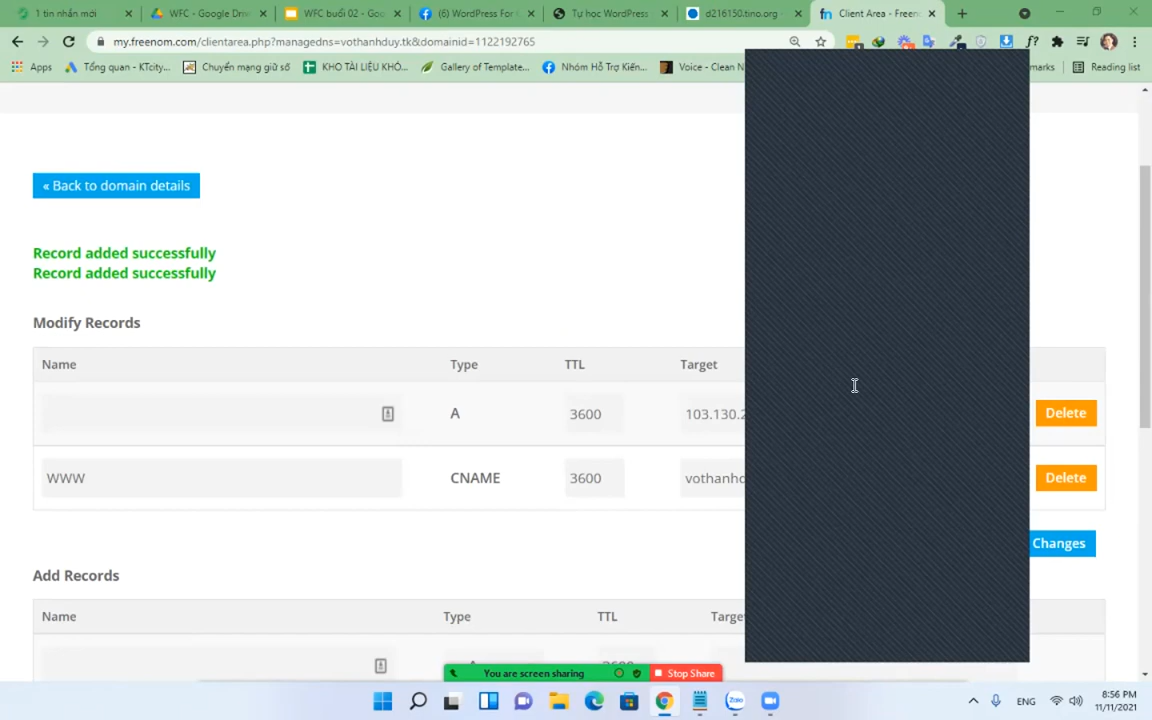 1 tin nhắn mới
WFC - Google Driv
WFC buổi 02 - Goo
(6) WordPress For
Tự học WordPress
d216150.tino.org -
Client Area - Freen
my.freenom.com/clientarea.php?managedns=vothanhduy.tk&domainid=1122192765
Apps
Tổng quan - KTcity...
Chuyển mạng giữ số
KHO TÀI LIỆU KHÓ...
Gallery of Template...
Nhóm Hỗ Trợ Kiến...
Voice - Clean N
marks
Reading list
« Back to domain details
Record added successfully
Record added successfully
Modify Records
Name Type TTL Target
A 3600 103.130.2 Delete
WWW CNAME 3600 vothanhd Delete
Changes
Add Records
Name Type TTL Target
You are screen sharing
Stop Share
ENG
8:56 PM
11/11/2021